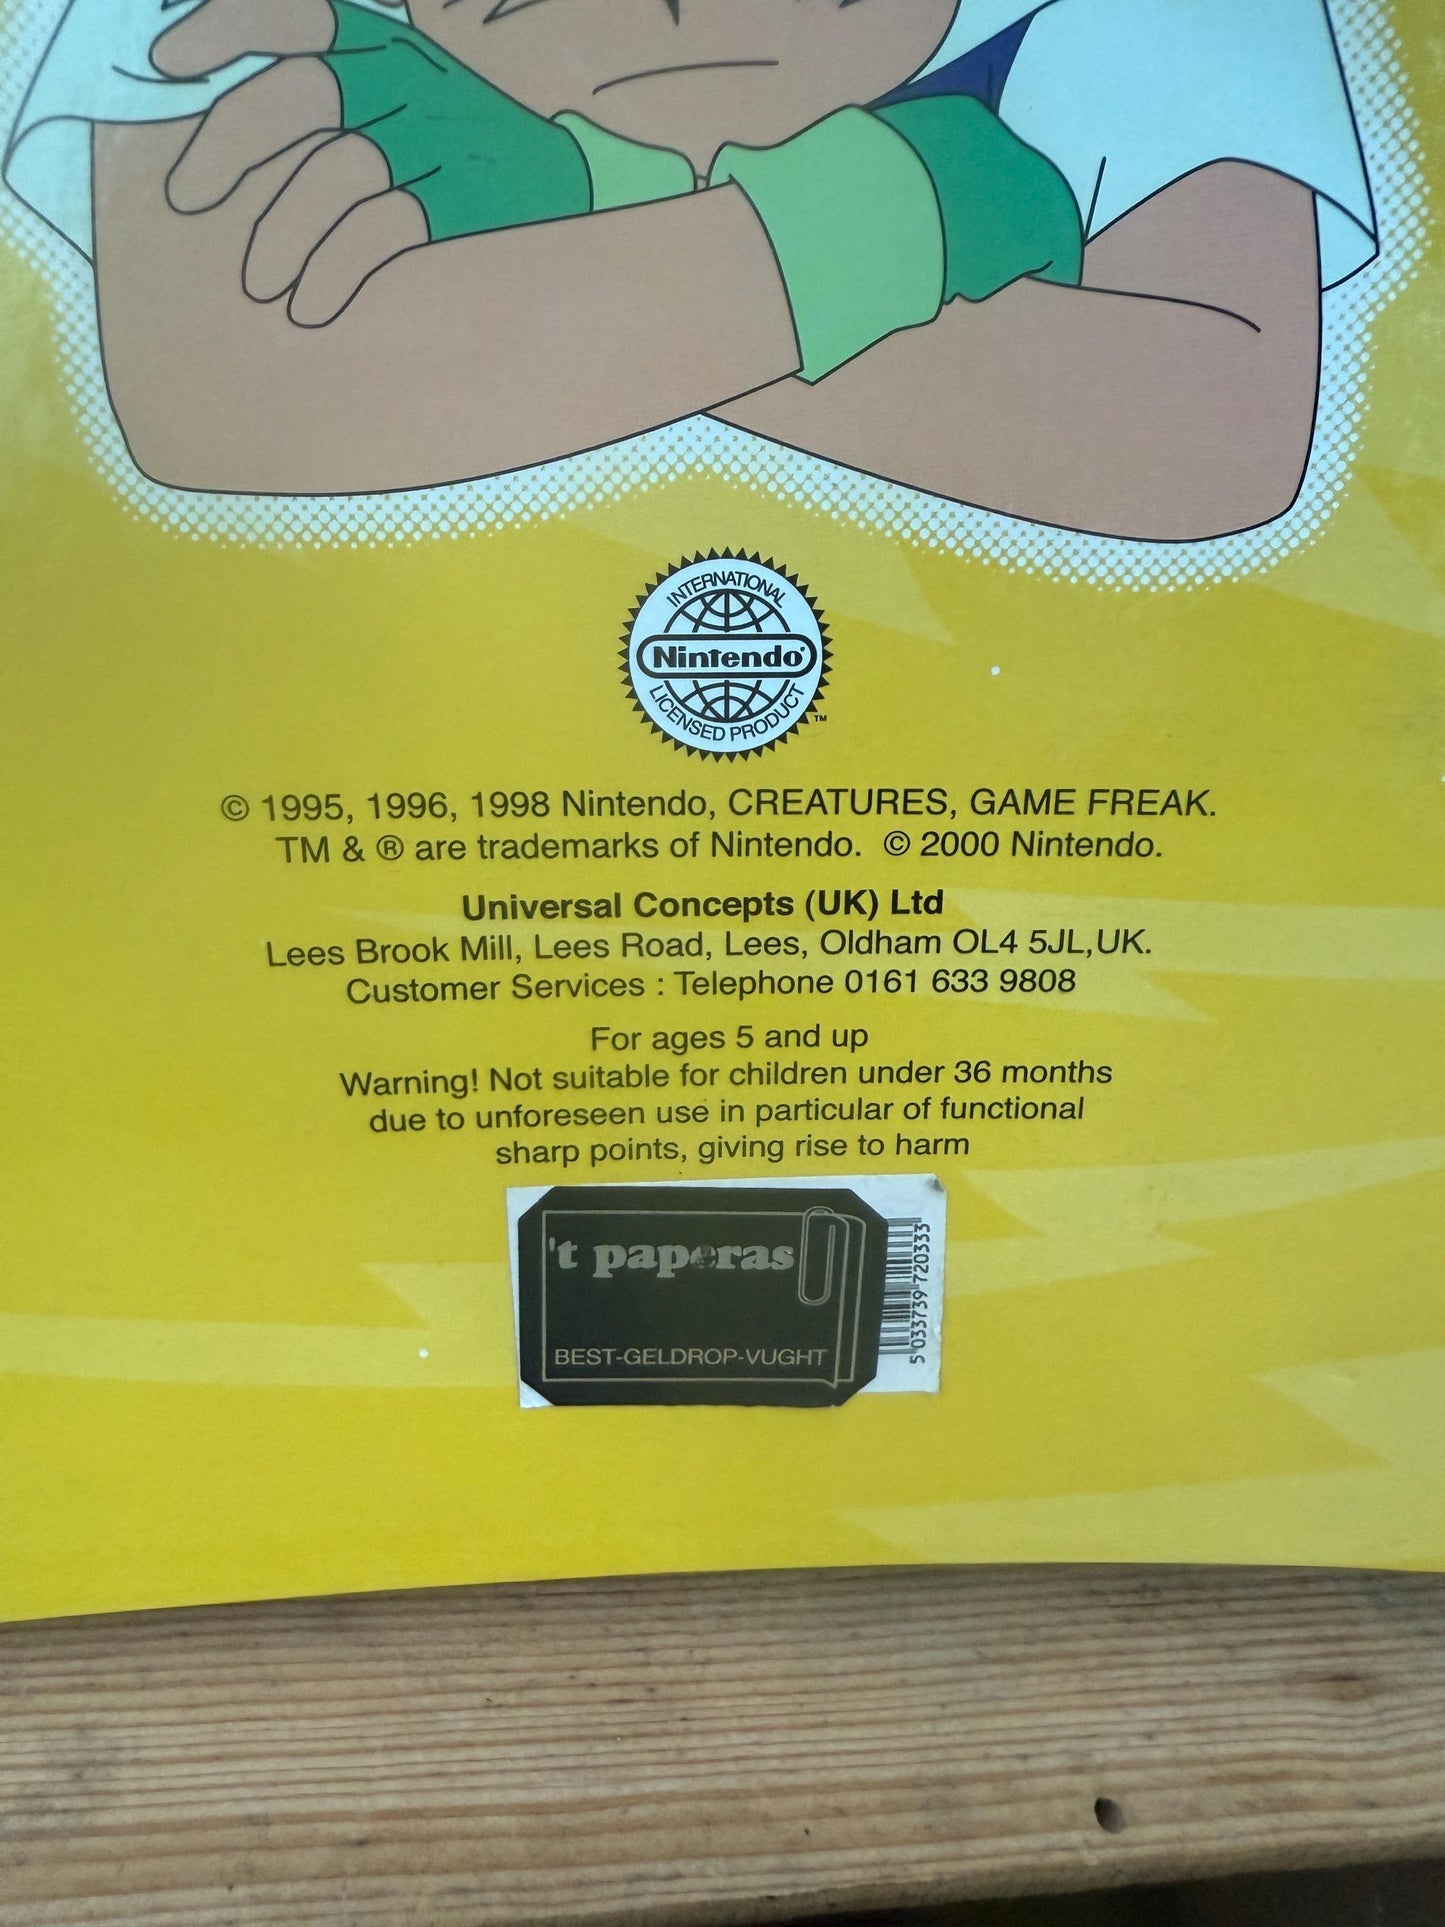 INTERNATIONAL
Nintendo®
LICENSED PRODUCT
TM
© 1995, 1996, 1998 Nintendo, CREATURES, GAME FREAK.
TM & ® are trademarks of Nintendo. © 2000 Nintendo.
Universal Concepts (UK) Ltd
Lees Brook Mill, Lees Road, Lees, Oldham OL4 5JL,UK.
Customer Services : Telephone 0161 633 9808
For ages 5 and up
Warning! Not suitable for children under 36 months
due to unforeseen use in particular of functional
sharp points, giving rise to harm
't paperas
BEST-GELDROP-VUGHT
5 033739 720333